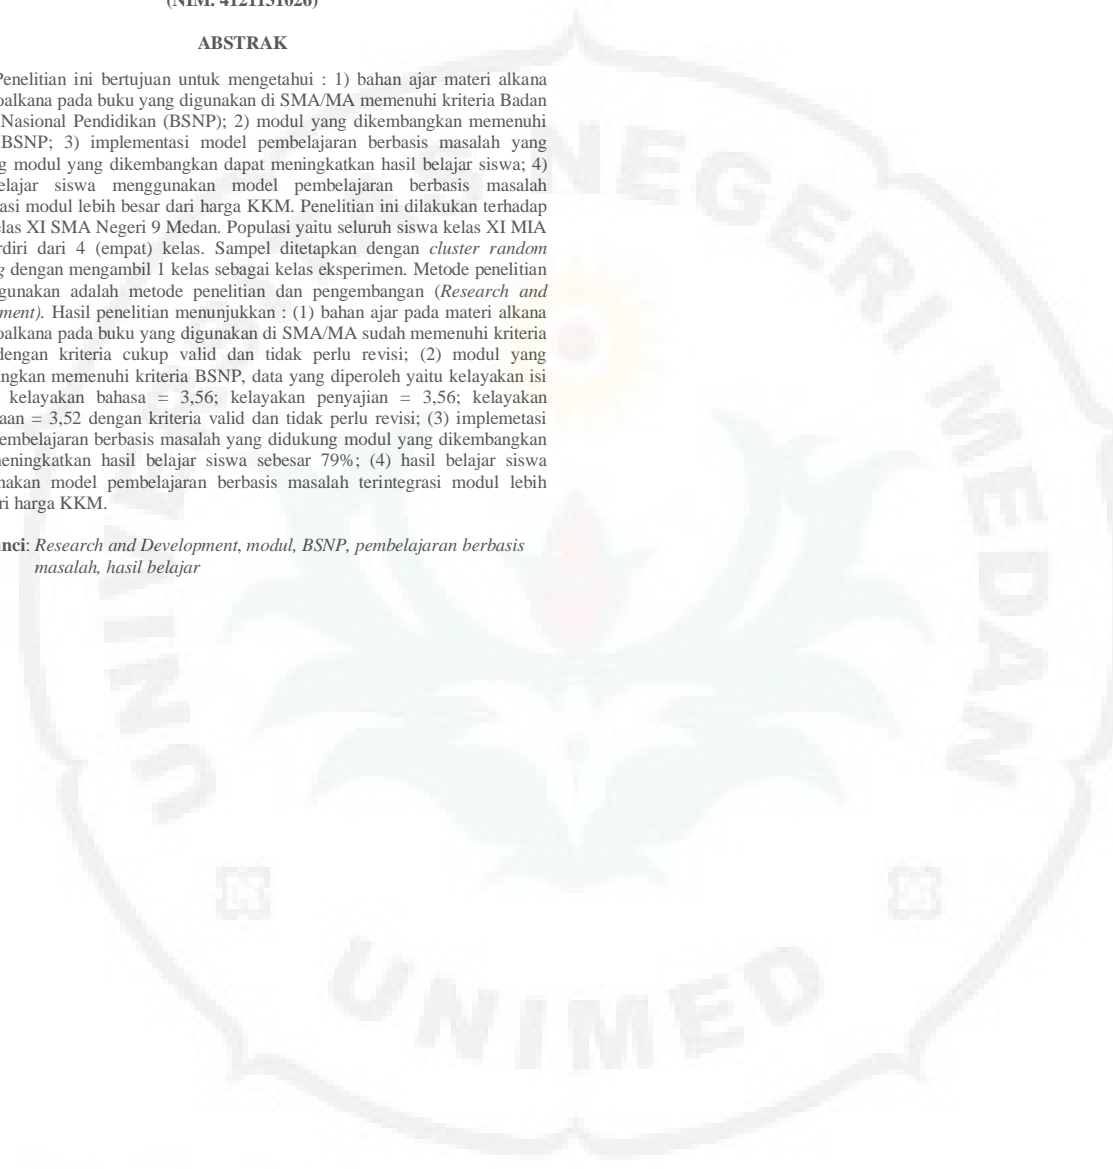 (NIM. 4121131026)
ABSTRAK
Penelitian ini bertujuan untuk mengetahui : 1) bahan ajar materi alkana
oalkana pada buku yang digunakan di SMA/MA memenuhi kriteria Badan
Nasional Pendidikan (BSNP); 2) modul yang dikembangkan memenuhi
BSNP; 3) implementasi model pembelajaran berbasis masalah yang
g modul yang dikembangkan dapat meningkatkan hasil belajar siswa; 4)
elajar siswa menggunakan model pembelajaran berbasis masalah
asi modul lebih besar dari harga KKM. Penelitian ini dilakukan terhadap
elas XI SMA Negeri 9 Medan. Populasi yaitu seluruh siswa kelas XI MIA
rdiri dari 4 (empat) kelas. Sampel ditetapkan dengan cluster random
g dengan mengambil 1 kelas sebagai kelas eksperimen. Metode penelitian
gunakan adalah metode penelitian dan pengembangan (Research and
ment). Hasil penelitian menunjukkan : (1) bahan ajar pada materi alkana
oalkana pada buku yang digunakan di SMA/MA sudah memenuhi kriteria
dengan kriteria cukup valid dan tidak perlu revisi; (2) modul yang
angkan memenuhi kriteria BSNP, data yang diperoleh yaitu kelayakan isi
kelayakan bahasa = 3,56; kelayakan penyajian = 3,56; kelayakan
aan = 3,52 dengan kriteria valid dan tidak perlu revisi; (3) implemetasi
embelajaran berbasis masalah yang didukung modul yang dikembangkan
meningkatkan hasil belajar siswa sebesar 79%; (4) hasil belajar siswa
nakan model pembelajaran berbasis masalah terintegrasi modul lebih
ri harga KKM.
nci: Research and Development, modul, BSNP, pembelajaran berbasis
masalah, hasil belajar
UNIVERSITAS NEGERI MEDAN
UNIMED